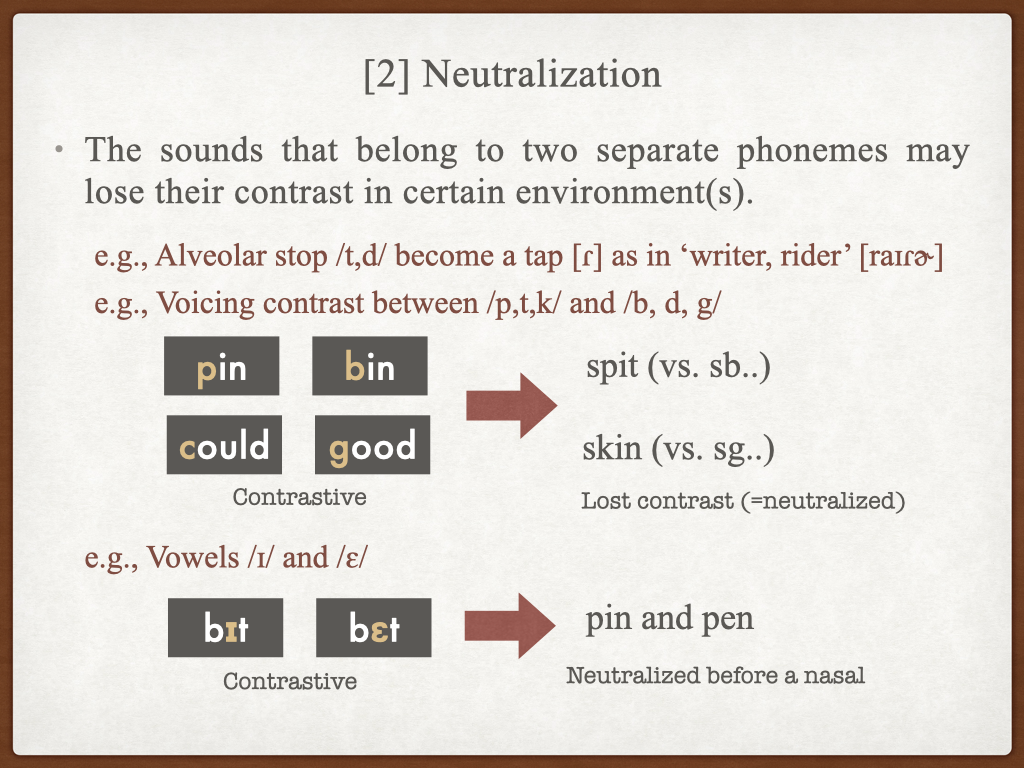 [2] Neutralization
• The sounds that belong to two separate phonemes may
lose their contrast in certain environment(s).
e.g., Alveolar stop /t,d/ become a tap [ɾ] as in ‘writer, rider’ [raɪɾɚ]
e.g., Voicing contrast between /p,t,k/ and /b, d, g/
pin bin
spit (vs. sb..)
could good
skin (vs. sg..)
Contrastive
Lost contrast (=neutralized)
e.g., Vowels /ɪ/ and /ɛ/
bɪt bɛt
pin and pen
Contrastive
Neutralized before a nasal